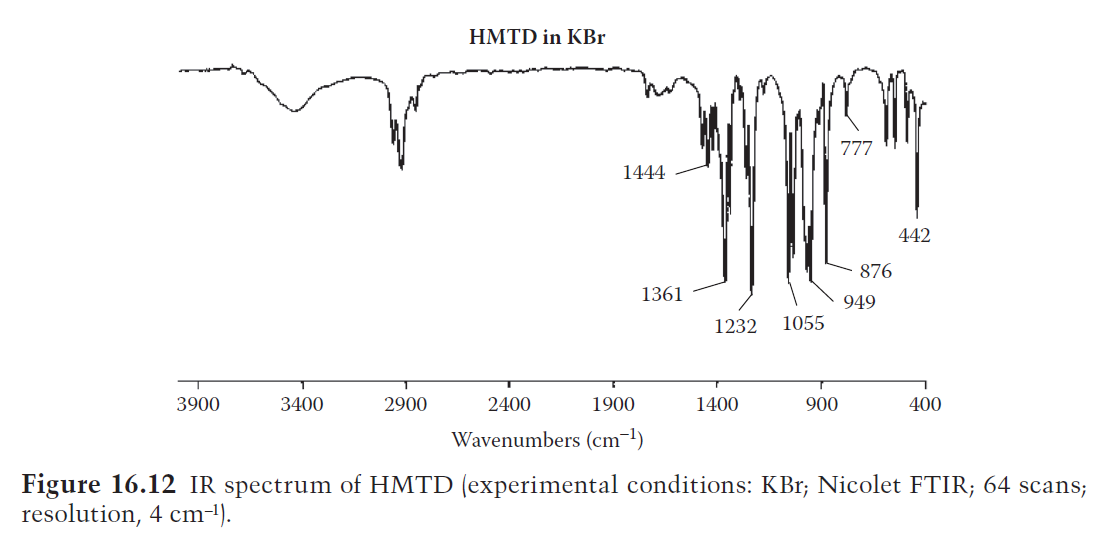 HMTD in KBr
1444
777
442
876
1361
949
1232
1055
3900 3400 2900 2400 1900 1400 900 400
Wavenumbers (cm⁻¹)
Figure 16.12 IR spectrum of HMTD (experimental conditions: KBr; Nicolet FTIR; 64 scans;
resolution, 4 cm⁻¹).